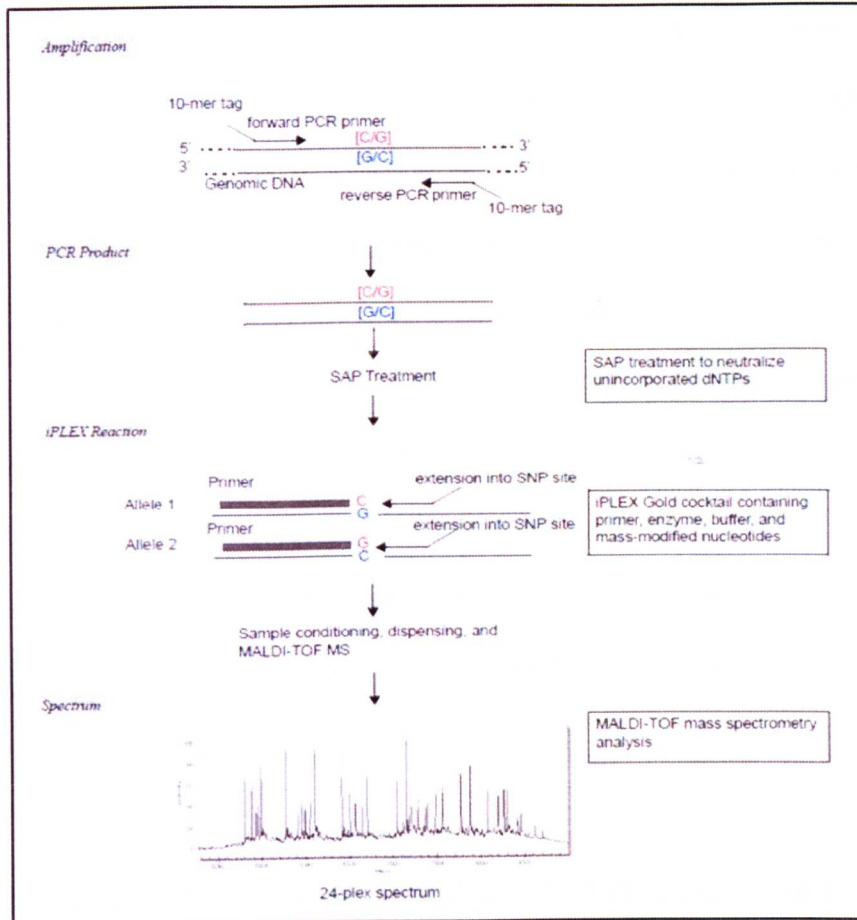 Amplification
10-mer tag
forward PCR primer
[C/G]
5' 3'
[G/C]
3' 5'
Genomic DNA
reverse PCR primer
10-mer tag
PCR Product
[C/G]
[G/C]
SAP Treatment
SAP treatment to neutralize
unincorporated dNTPs
iPLEX Reaction
Primer
extension into SNP site
Allele 1 C
G
Primer
extension into SNP site
Allele 2 G
C
iPLEX Gold cocktail containing
primer, enzyme, buffer, and
mass-modified nucleotides
Sample conditioning, dispensing, and
MALDI-TOF MS
Spectrum
MALDI-TOF mass spectrometry
analysis
24-plex spectrum